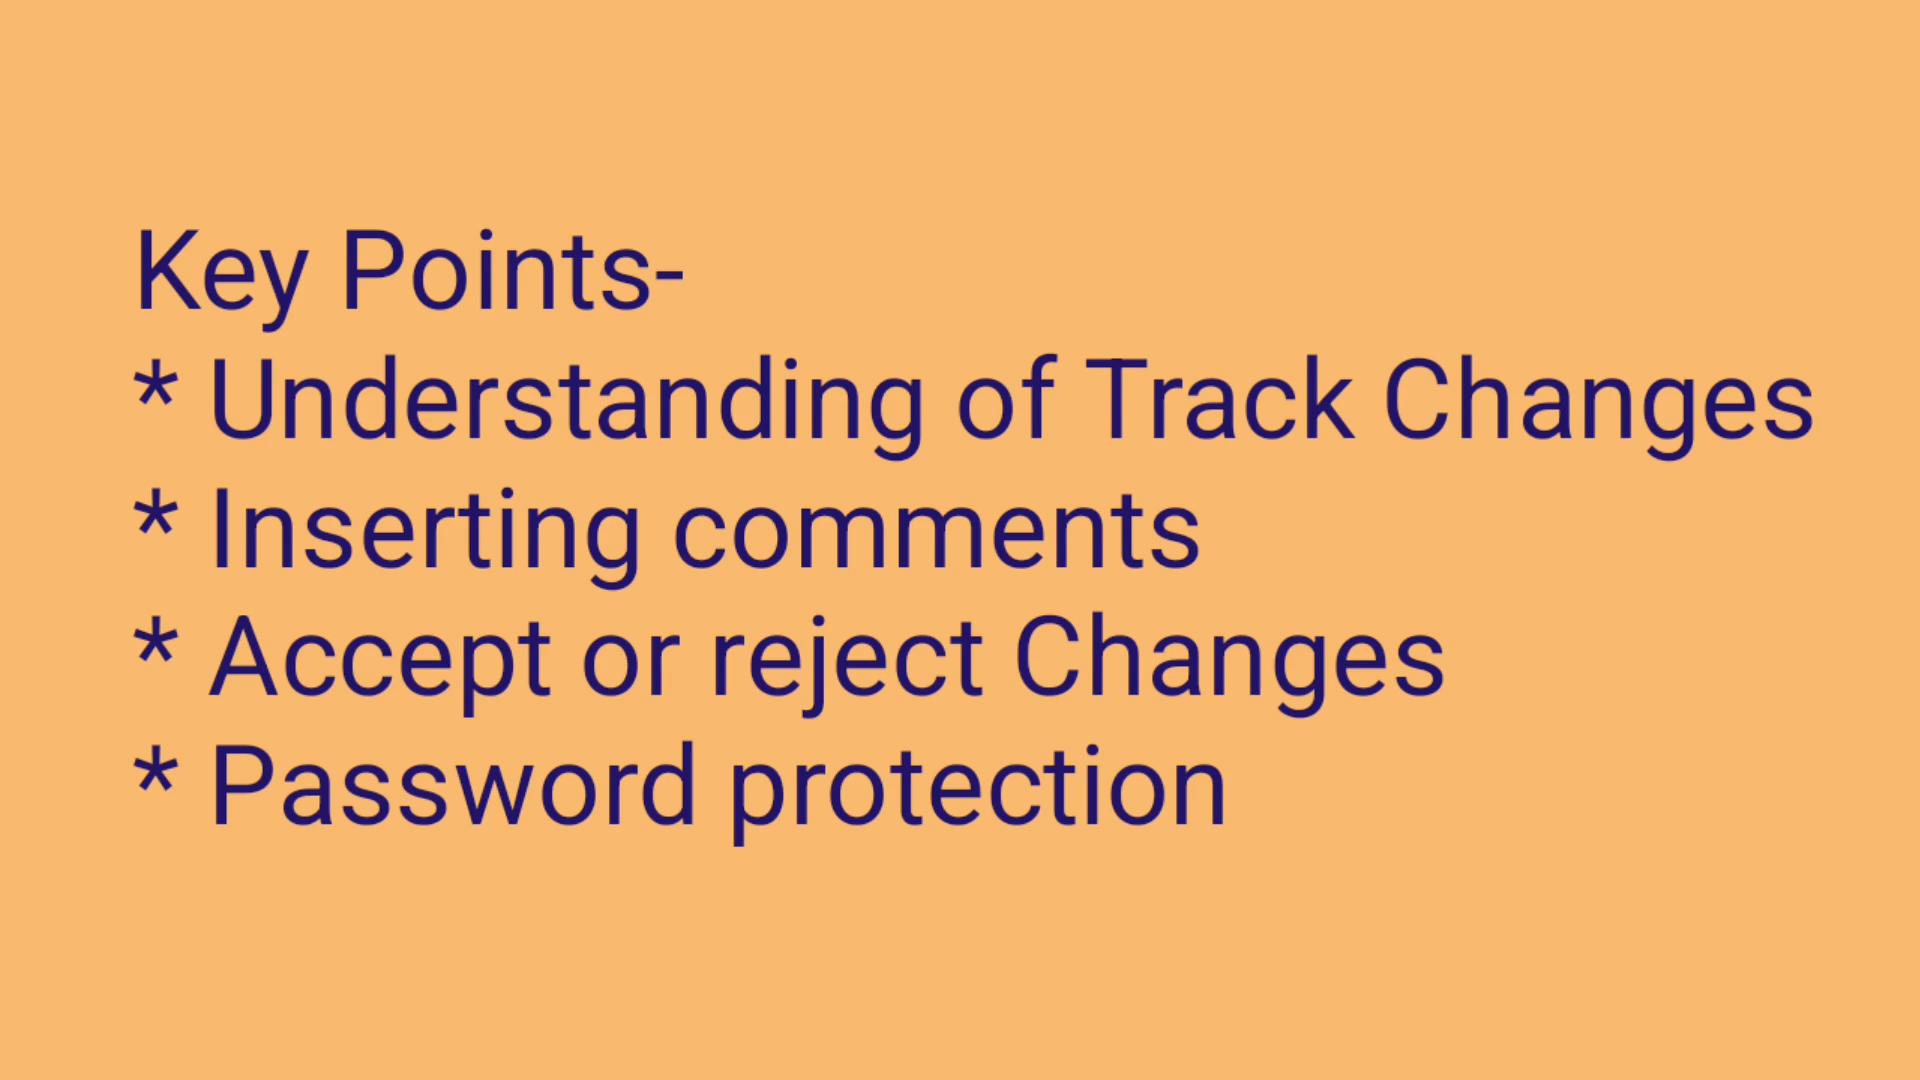 Key Points-
* Understanding of Track Changes
* Inserting comments
* Accept or reject Changes
* Password protection